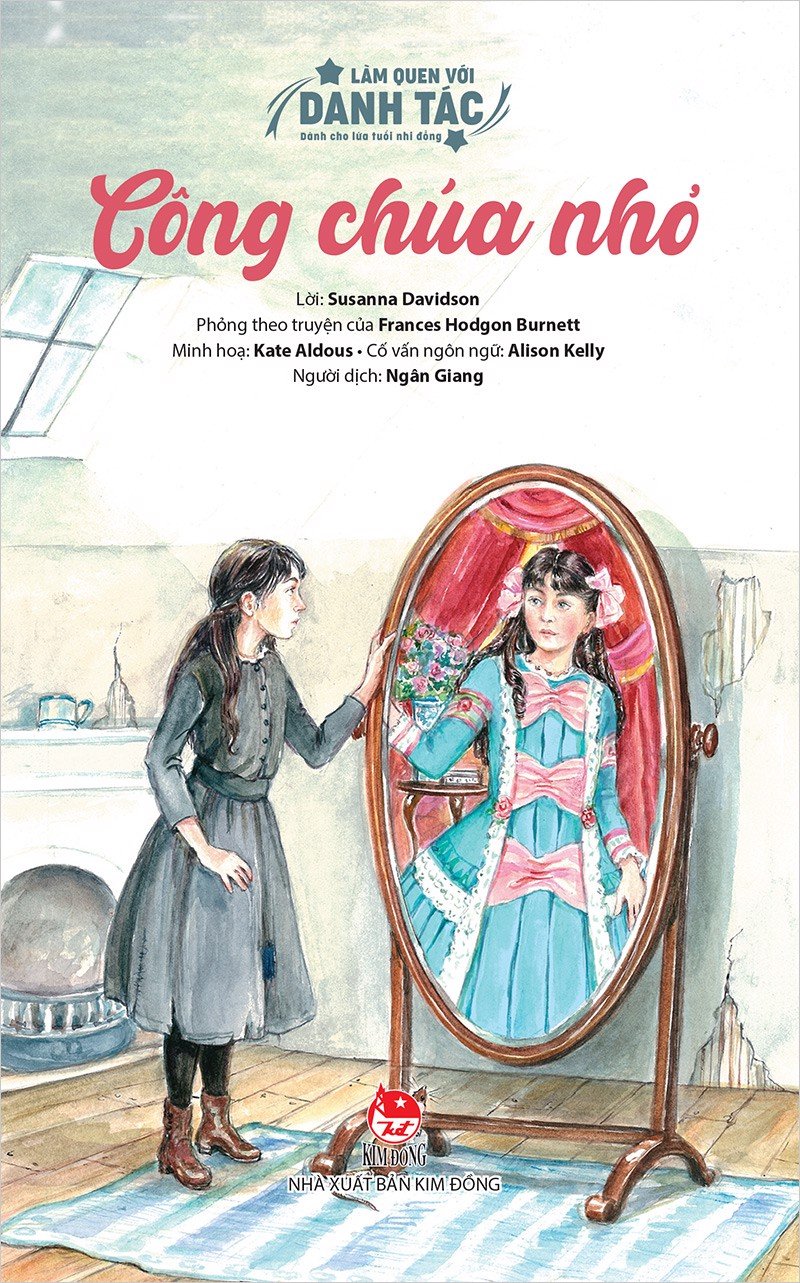 LÀM QUEN VỚI
DANH TÁC
Dành cho lứa tuổi nhi đồng
Công chúa nhỏ
Lời: Susanna Davidson
Phỏng theo truyện của Frances Hodgon Burnett
Minh hoạ: Kate Aldous • Cố vấn ngôn ngữ: Alison Kelly
Người dịch: Ngân Giang
kđ
KIM ĐỒNG
NHÀ XUẤT BẢN KIM ĐỒNG